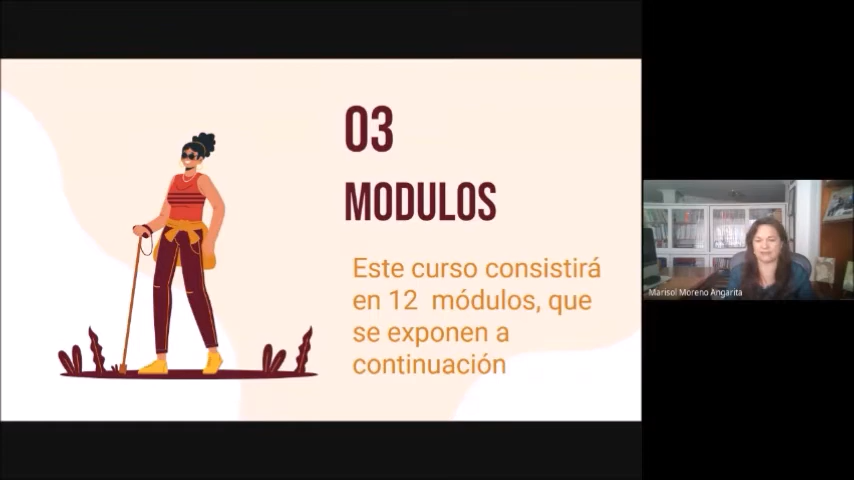 03
MODULOS
Este curso consistirá
en 12 módulos, que
se exponen a
continuación
Marisol Moreno Angarita